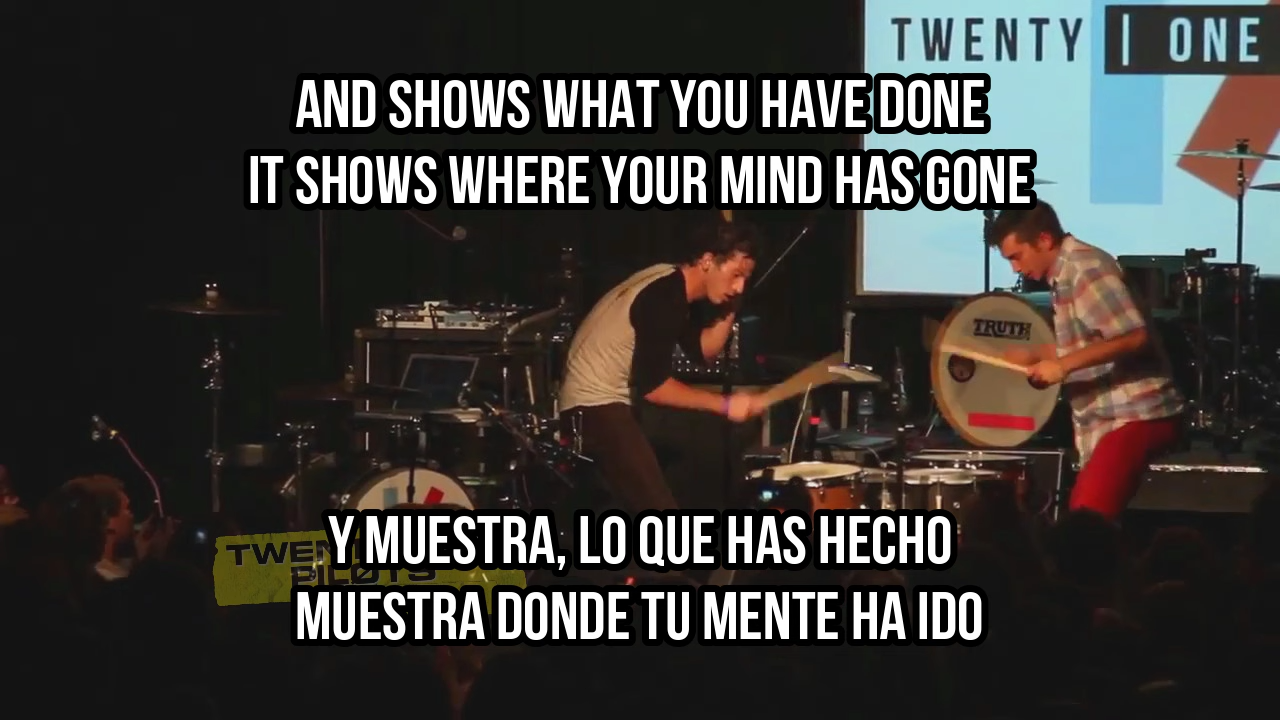 TWENTY | ONE
AND SHOWS WHAT YOU HAVE DONE
IT SHOWS WHERE YOUR MIND HAS GONE
TRUTH
Y MUESTRA, LO QUE HAS HECHO
MUESTRA DONDE TU MENTE HA IDO
PILØTS